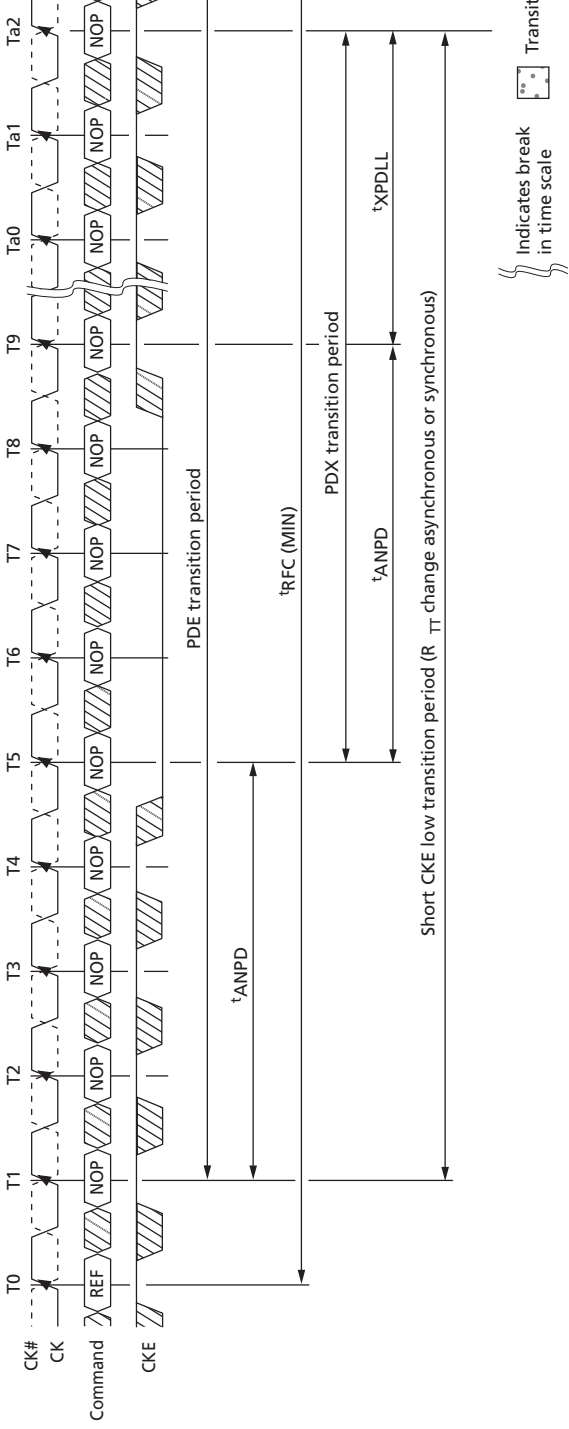 T0 T1 T2 T3 T4 T5 T6 T7 T8 T9 Ta0 Ta1 Ta2
CK#
CK
Command REF NOP NOP NOP NOP NOP NOP NOP NOP NOP NOP NOP NOP
CKE
PDE transition period
tANPD
tRFC (MIN)
PDX transition period
tANPD tXPDLL
Short CKE low transition period (R TT change asynchronous or synchronous)
Indicates break
in time scale
Transit